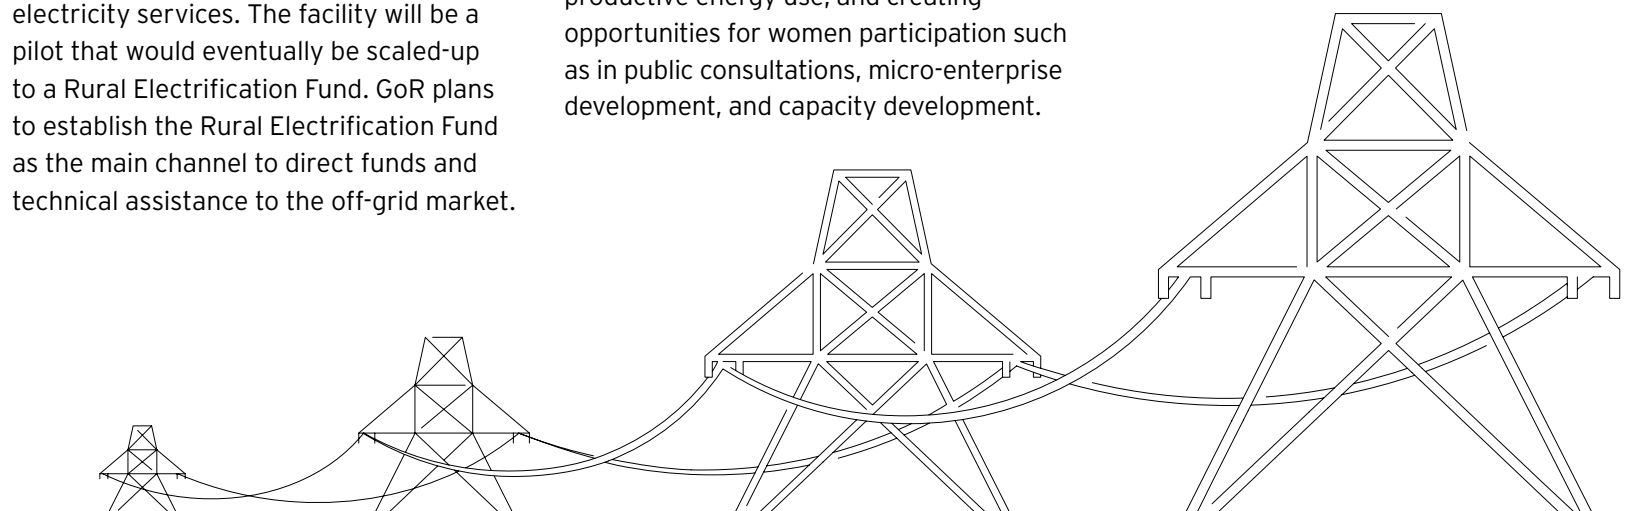 electricity services. The facility will be a
pilot that would eventually be scaled-up
to a Rural Electrification Fund. GoR plans
to establish the Rural Electrification Fund
as the main channel to direct funds and
technical assistance to the off-grid market.
productive energy use, and creating
opportunities for women participation such
as in public consultations, micro-enterprise
development, and capacity development.